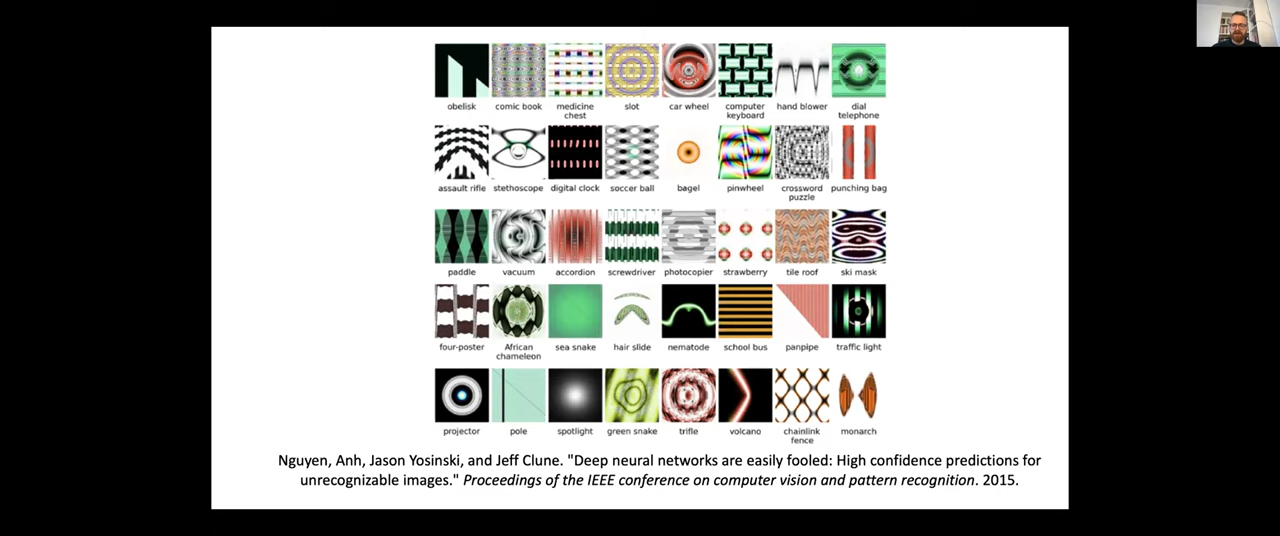 obelisk comic book medicine chest slot car wheel computer keyboard hand blower dial telephone
assault rifle stethoscope digital clock soccer ball bagel pinwheel crossword puzzle punching bag
paddle vacuum accordion screwdriver photocopier strawberry tile roof ski mask
four-poster African chameleon sea snake hair slide nematode school bus panpipe traffic light
projector pole spotlight green snake trifle volcano chainlink fence monarch
Nguyen, Anh, Jason Yosinski, and Jeff Clune. "Deep neural networks are easily fooled: High confidence predictions for
unrecognizable images." Proceedings of the IEEE conference on computer vision and pattern recognition. 2015.